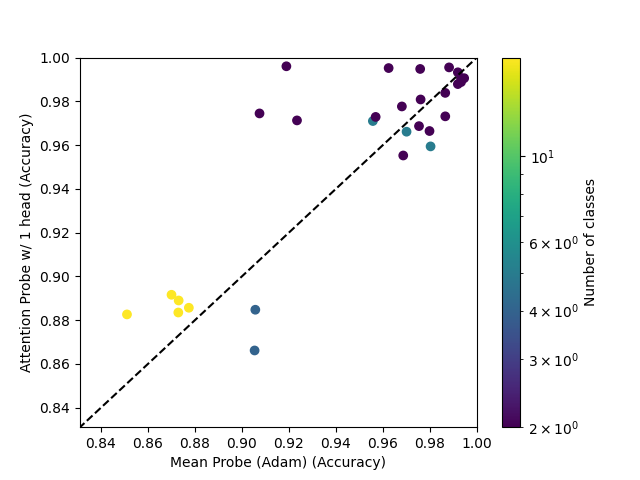 1.00
0.98
0.96
0.94
0.92
0.90
0.88
0.86
0.84
Attention Probe w/ 1 head (Accuracy)
0.84 0.86 0.88 0.90 0.92 0.94 0.96 0.98 1.00
Mean Probe (Adam) (Accuracy)
10¹
6 × 10⁰
4 × 10⁰
3 × 10⁰
2 × 10⁰
Number of classes